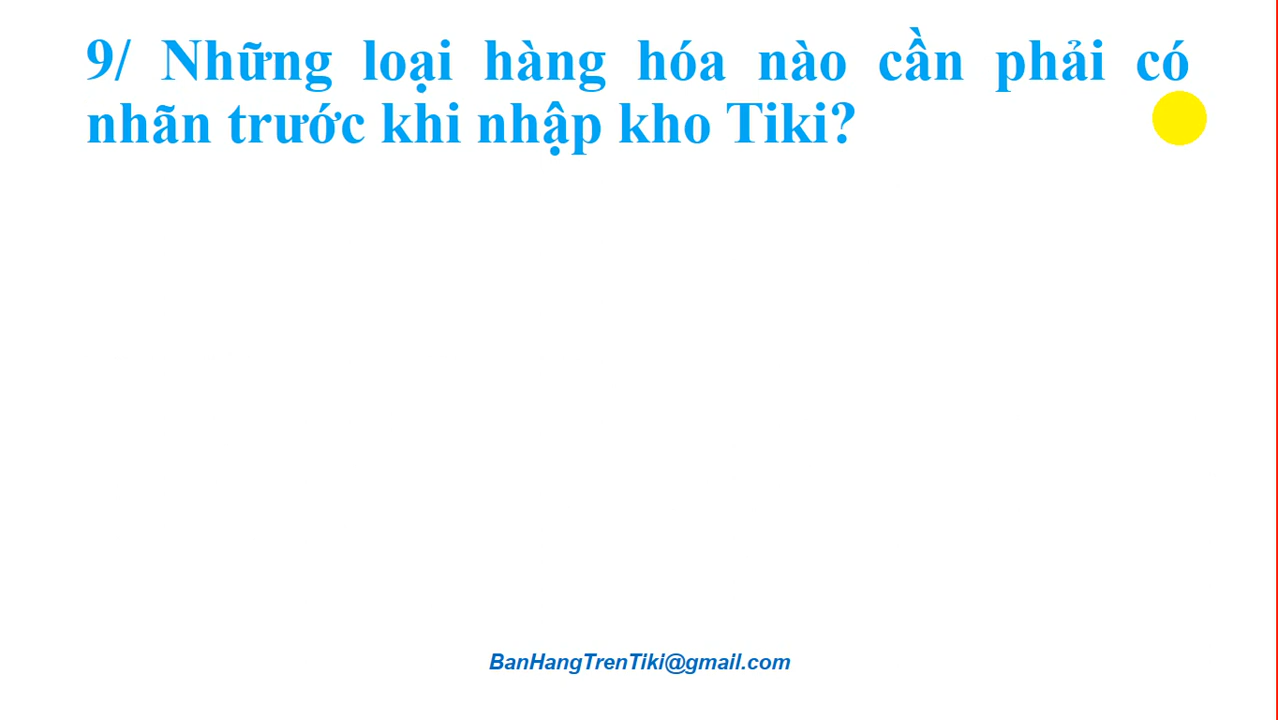 9/ Những loại hàng hóa nào cần phải có
nhãn trước khi nhập kho Tiki?
BanHangTrenTiki@gmail.com